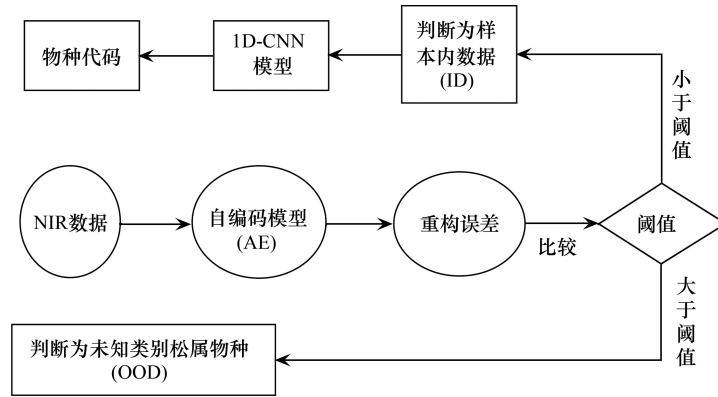 物种代码
1D-CNN
模型
判断为样
本内数据
(ID)
小于阈值
NIR数据
自编码模型
(AE)
重构误差
比较
阈值
大于阈值
判断为未知类别松属物种
(OOD)